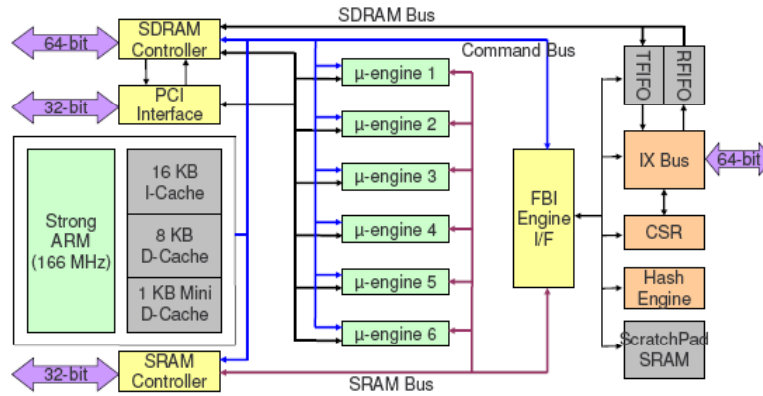 SDRAM Bus
64-bit
SDRAM
Controller
Command Bus
TFIFO
RFIFO
32-bit
PCI
Interface
µ-engine 1
µ-engine 2
µ-engine 3
µ-engine 4
µ-engine 5
µ-engine 6
Strong
ARM
(166 MHz)
16 KB
I-Cache
8 KB
D-Cache
1 KB Mini
D-Cache
FBI
Engine
I/F
IX Bus
64-bit
CSR
Hash
Engine
ScratchPad
SRAM
32-bit
SRAM
Controller
SRAM Bus